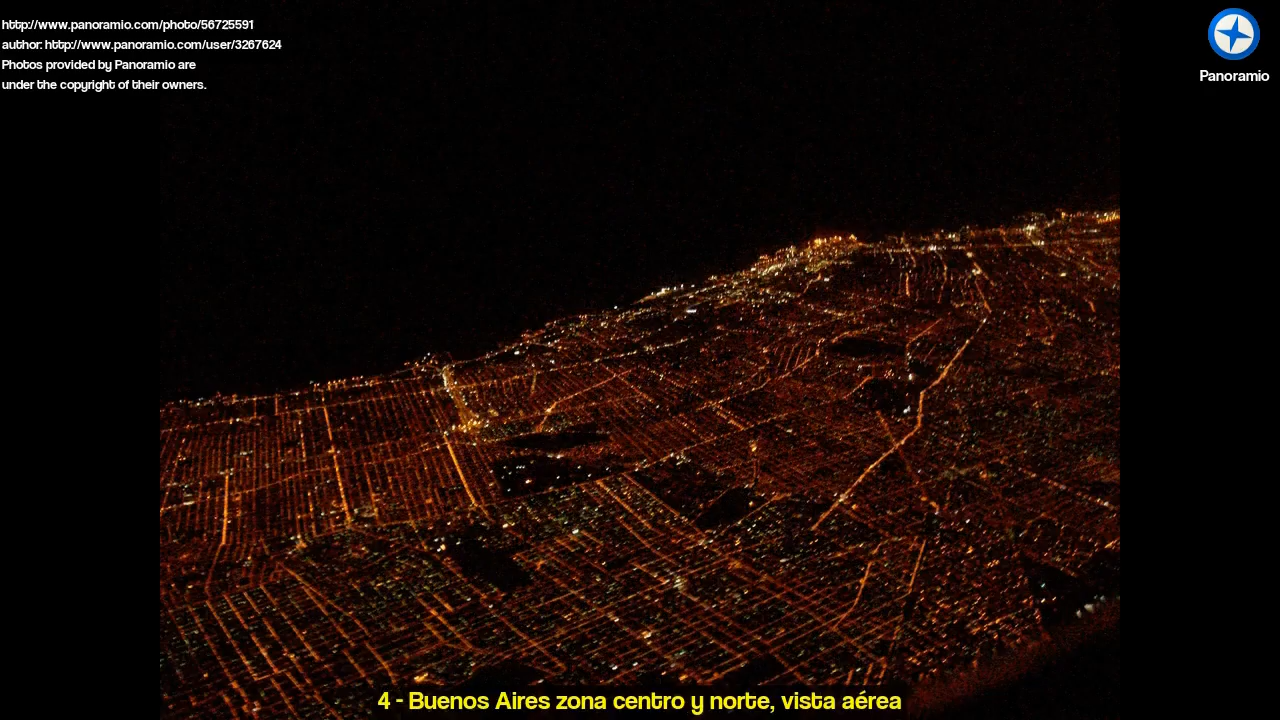 http://www.panoramio.com/photo/56725591
author: http://www.panoramio.com/user/3267624
Photos provided by Panoramio are
under the copyright of their owners.
Panoramio
4 - Buenos Aires zona centro y norte, vista aérea